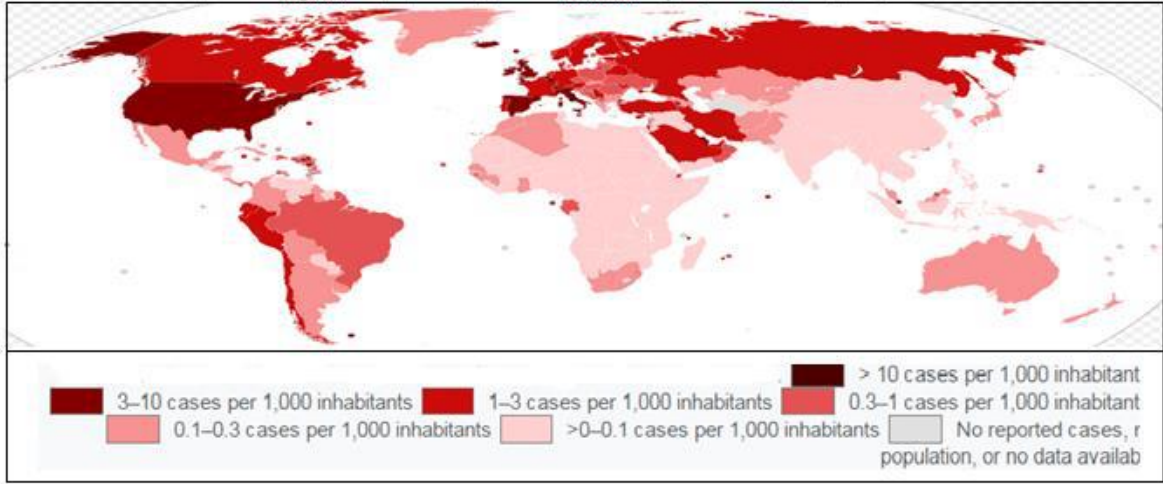 > 10 cases per 1,000 inhabitant
3–10 cases per 1,000 inhabitants 1–3 cases per 1,000 inhabitants 0.3–1 cases per 1,000 inhabitant
0.1–0.3 cases per 1,000 inhabitants >0–0.1 cases per 1,000 inhabitants No reported cases, r
population, or no data availab